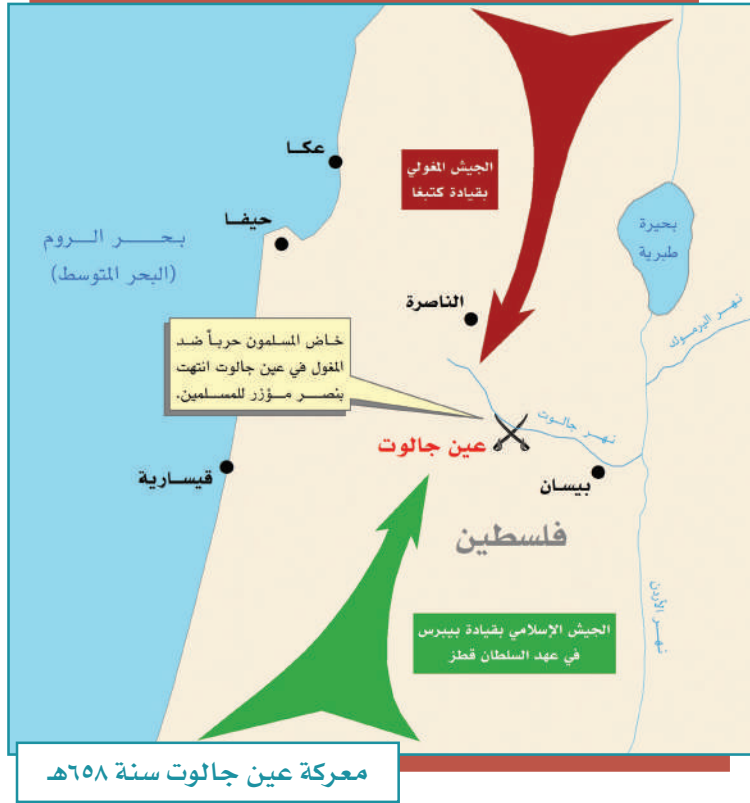 عكا
الجيش المغولي
بقيادة كتبغا
حيفا
بحر الروم
(البحر المتوسط)
بحيرة
طبرية
الناصرة
نهر اليرموك
خاض المسلمون حرباً ضد
المغول في عين جالوت انتهت
بنصر مؤزر للمسلمين.
نهر جالوت
عين جالوت
قيسارية
بيسان
فلسطين
نهر الأردن
الجيش الإسلامي بقيادة بيبرس
في عهد السلطان قطز
معركة عين جالوت سنة ٦٥٨هـ